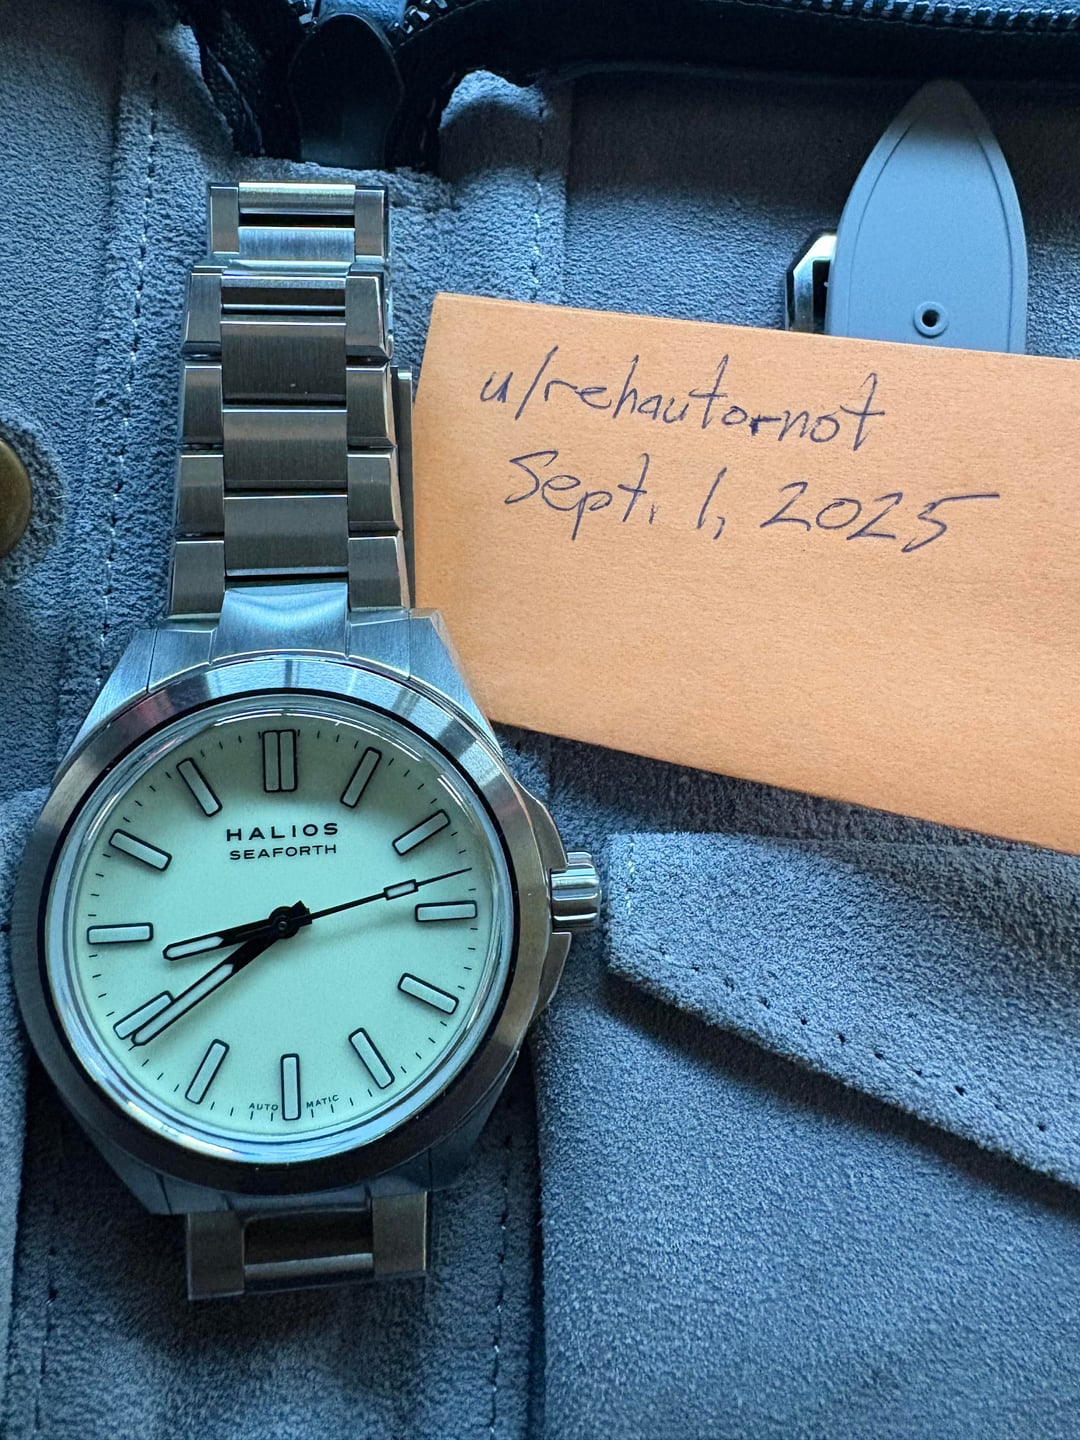 u/rehautornot
Sept. 1, 2025
HALIOS
SEAFORTH
AUTO MATIC